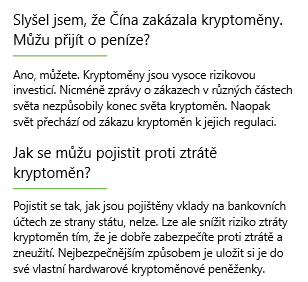 Slyšel jsem, že Čína zakázala kryptoměny.
Můžu přijít o peníze?
Ano, můžete. Kryptoměny jsou vysoce rizikovou
investicí. Nicméně zprávy o zákazech v různých částech
světa nezpůsobily konec světa kryptoměn. Naopak
svět přechází od zákazu kryptoměn k jejich regulaci.
Jak se můžu pojistit proti ztrátě
kryptoměn?
Pojistit se tak, jak jsou pojištěny vklady na bankovních
účtech ze strany státu, nelze. Lze ale snížit riziko ztráty
kryptoměn tím, že je dobře zabezpečíte proti ztrátě a
zneužití. Nejbezpečnějším způsobem je uložit si je do
své vlastní hardwarové kryptoměnové peněženky.